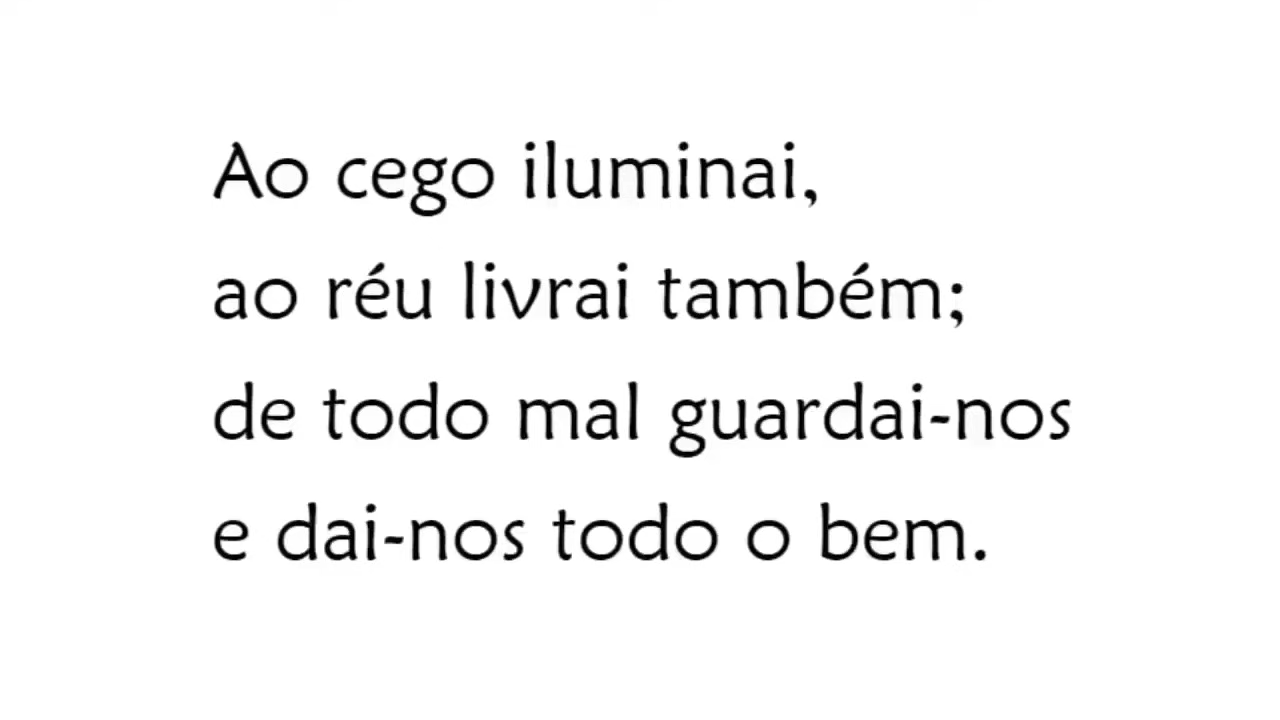 Ao cego iluminai,
ao réu livrai também;
de todo mal guardai-nos
e dai-nos todo o bem.